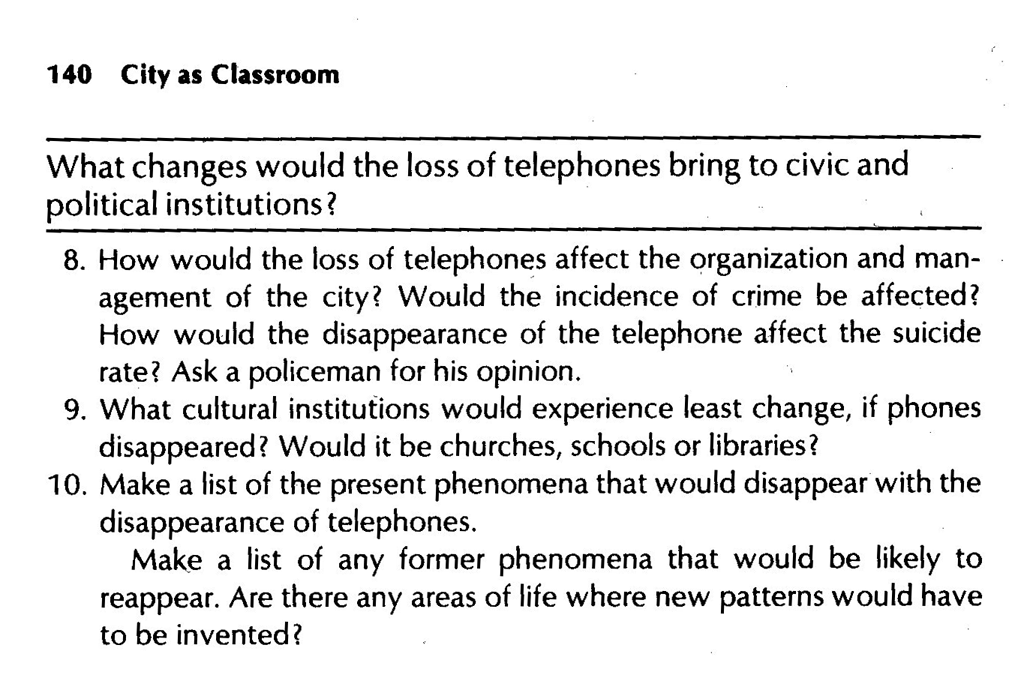 140 City as Classroom
What changes would the loss of telephones bring to civic and
political institutions?
8. How would the loss of telephones affect the organization and man-
agement of the city? Would the incidence of crime be affected?
How would the disappearance of the telephone affect the suicide
rate? Ask a policeman for his opinion.
9. What cultural institutions would experience least change, if phones
disappeared? Would it be churches, schools or libraries?
10. Make a list of the present phenomena that would disappear with the
disappearance of telephones.
Make a list of any former phenomena that would be likely to
reappear. Are there any areas of life where new patterns would have
to be invented?